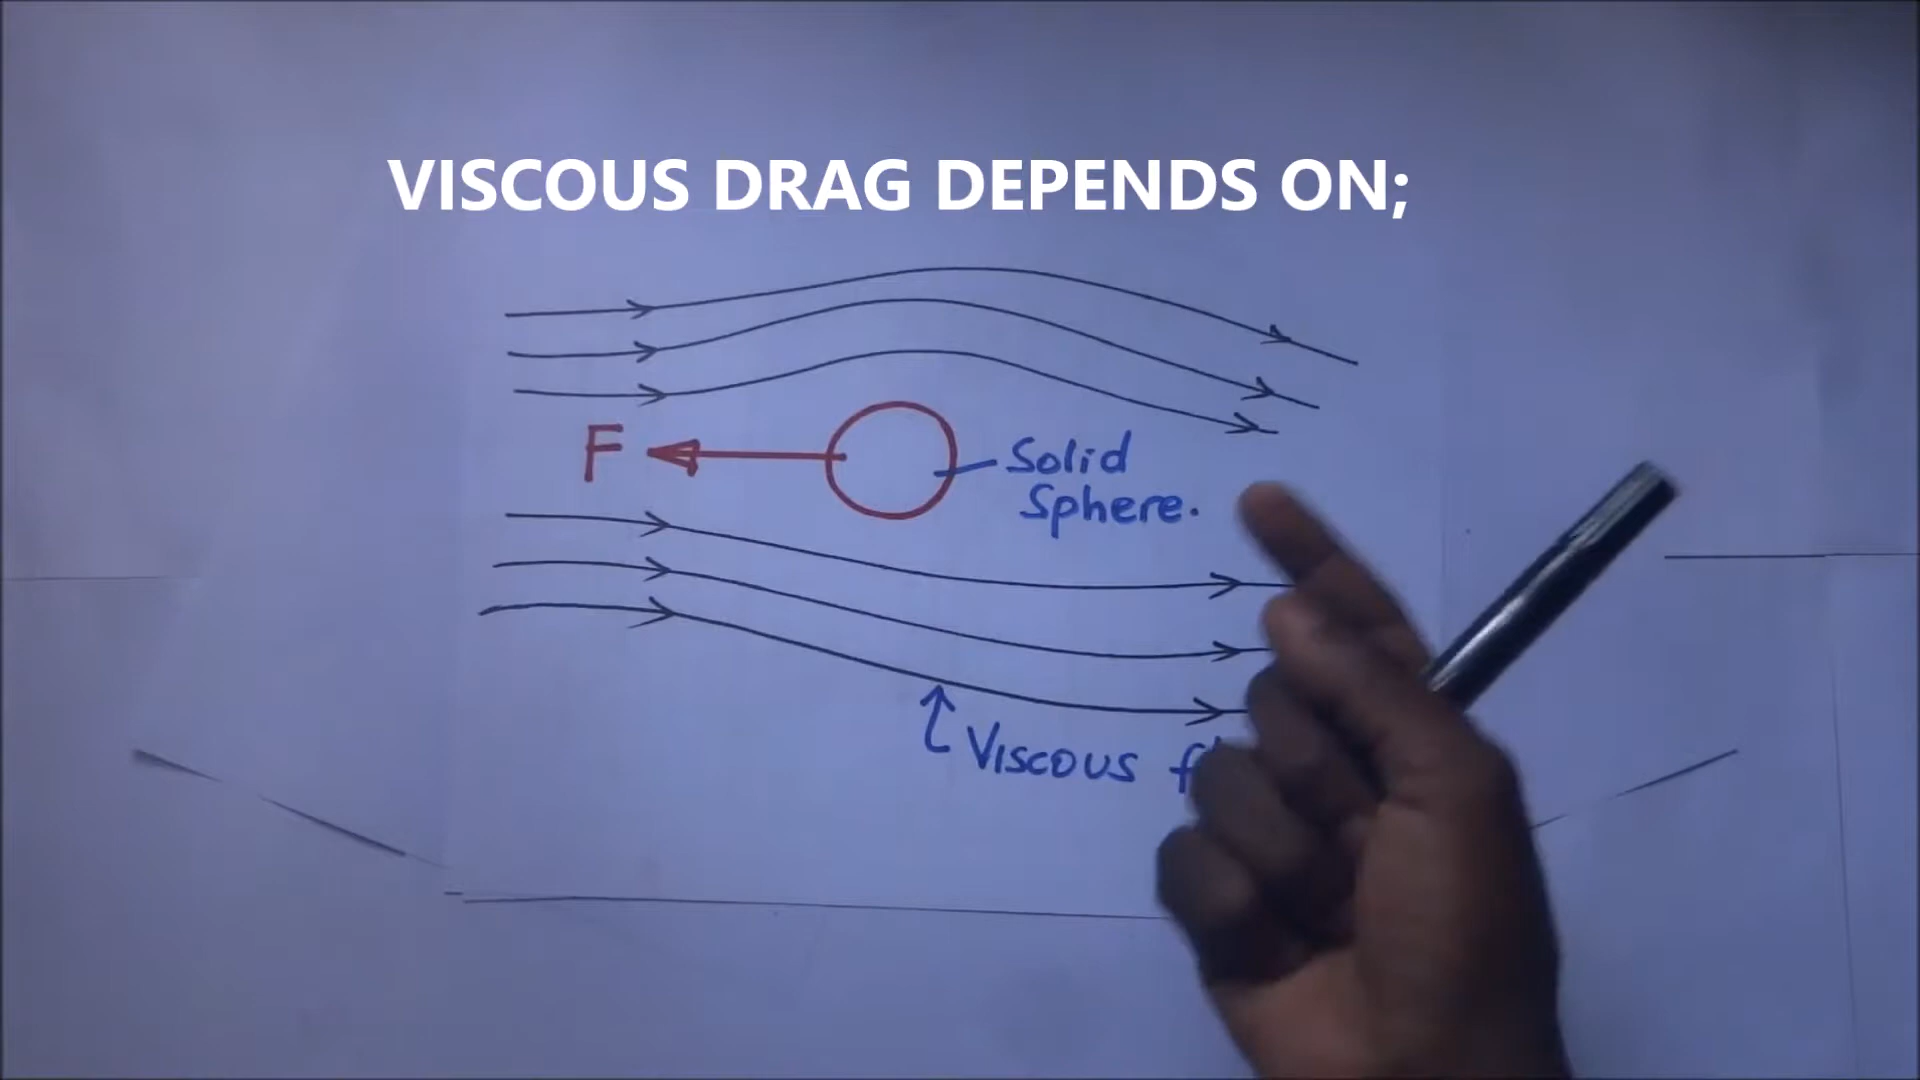 VISCOUS DRAG DEPENDS ON;
F
Solid
Sphere.
Viscous